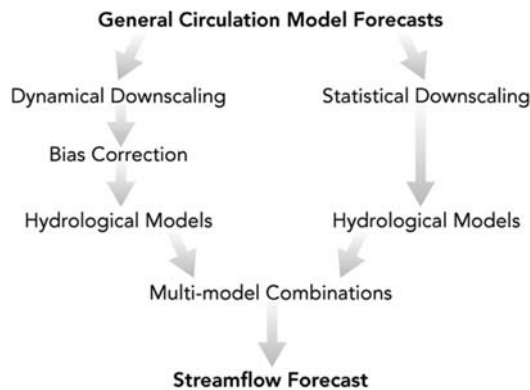 General Circulation Model Forecasts
Dynamical Downscaling
Statistical Downscaling
Bias Correction
Hydrological Models
Hydrological Models
Multi-model Combinations
Streamflow Forecast